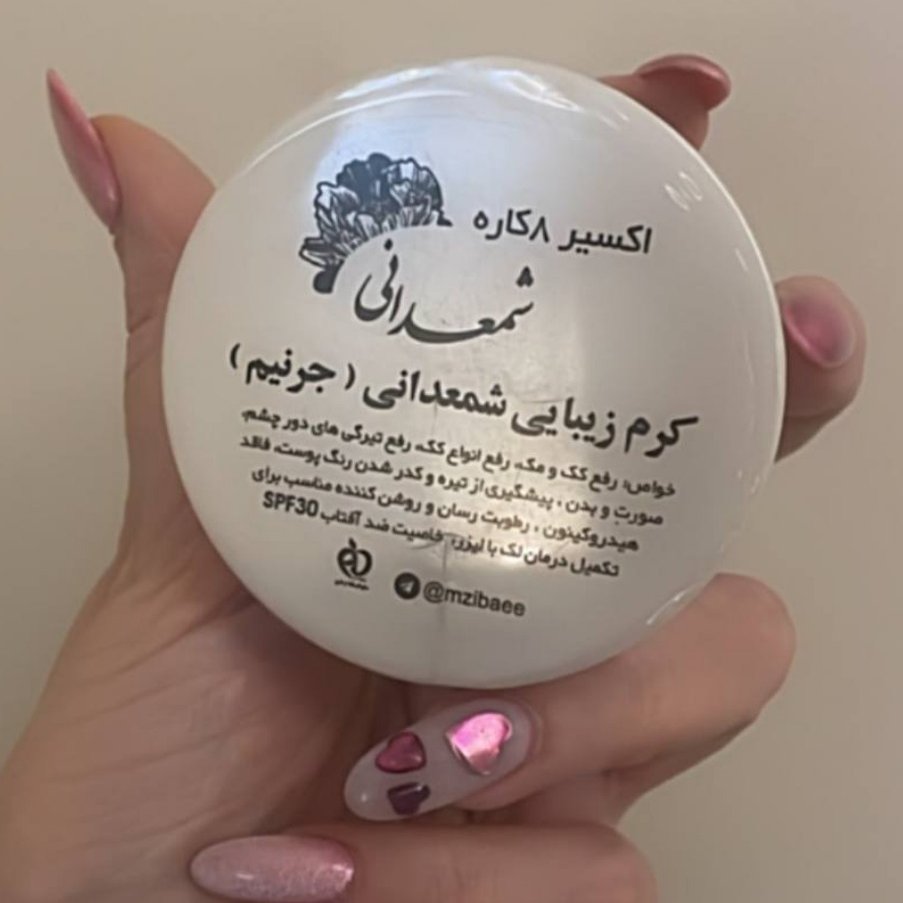 اکسیر ۸کاره
شمعدانی
کرم زیبایی شمعدانی ( جرنیم )
خواص: رفع کک و مک، رفع انواع کک، رفع تیرگی های دور چشم،
صورت و بدن ، پیشگیری از تیره و کدر شدن رنگ پوست، فاقد
هیدروکینون ، رطوبت رسان و روشن کننده مناسب برای
تکمیل درمان لک با لیزر، خاصیت ضد آفتاب SPF30
@mzibaee